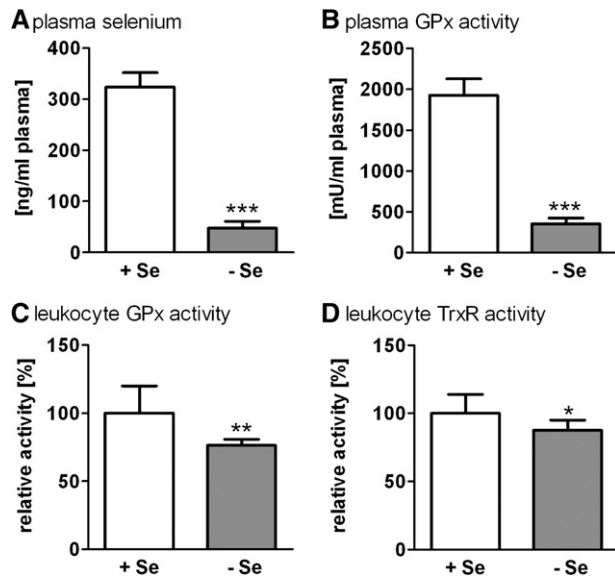 A plasma selenium
[ng/ml plasma]
400
300
200
100
0
***
+ Se
- Se
B plasma GPx activity
[mU/ml plasma]
2500
2000
1500
1000
500
0
***
+ Se
- Se
C leukocyte GPx activity
relative activity [%]
150
100
50
0
**
+ Se
- Se
D leukocyte TrxR activity
relative activity [%]
150
100
50
0
*
+ Se
- Se